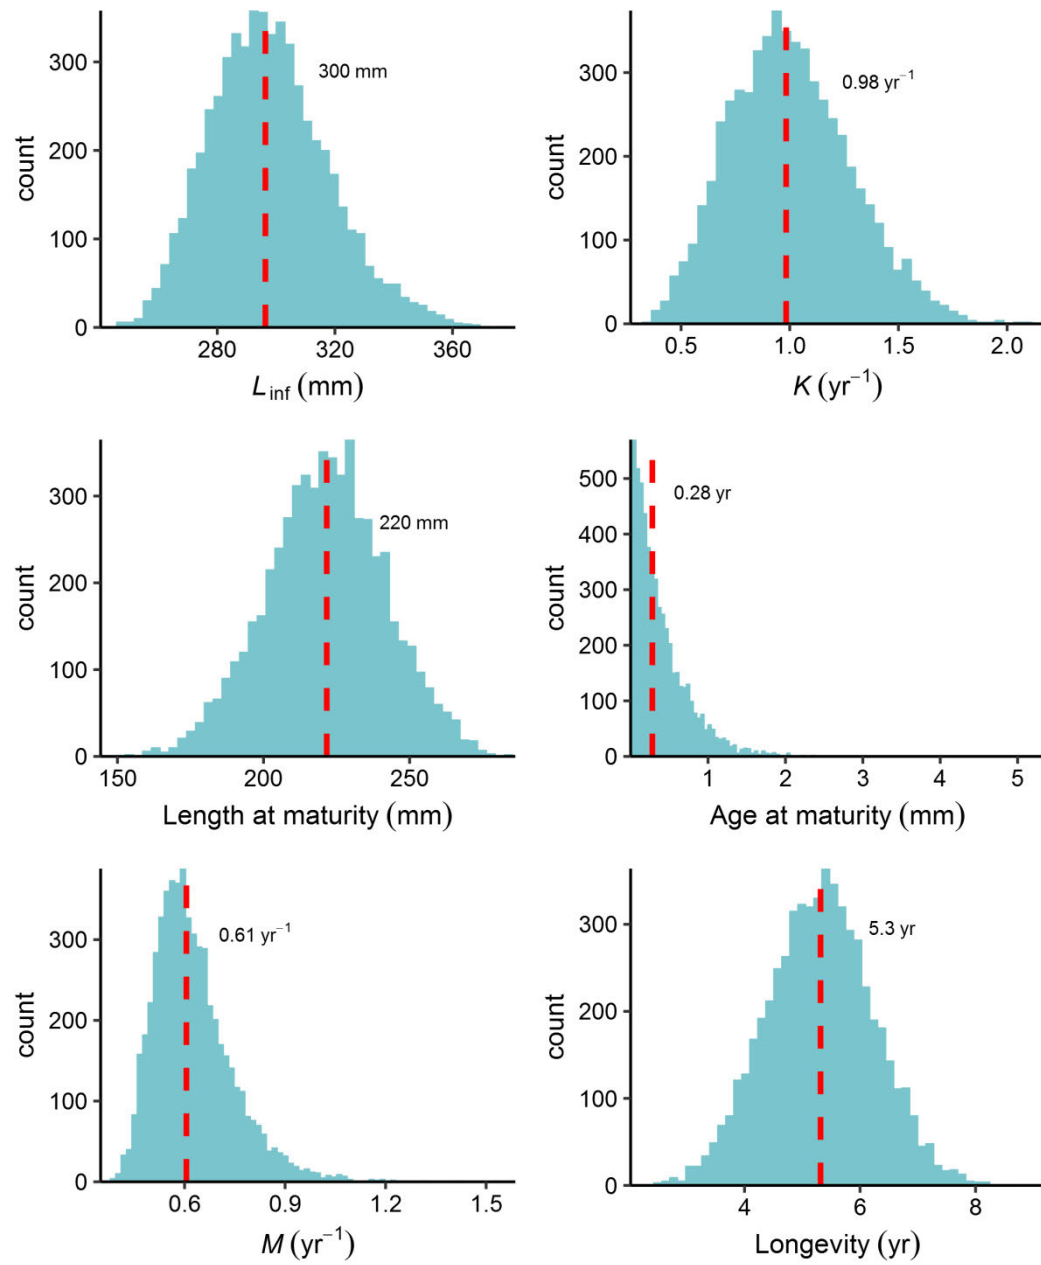 300 mm
count
300
200
100
0
280 320 360
L inf (mm)
0.98 yr⁻¹
count
300
200
100
0
0.5 1.0 1.5 2.0
K (yr⁻¹)
220 mm
count
300
200
100
0
150 200 250
Length at maturity (mm)
0.28 yr
count
500
400
300
200
100
0
1 2 3 4 5
Age at maturity (mm)
0.61 yr⁻¹
count
300
200
100
0
0.6 0.9 1.2 1.5
M (yr⁻¹)
5.3 yr
count
300
200
100
0
4 6 8
Longevity (yr)